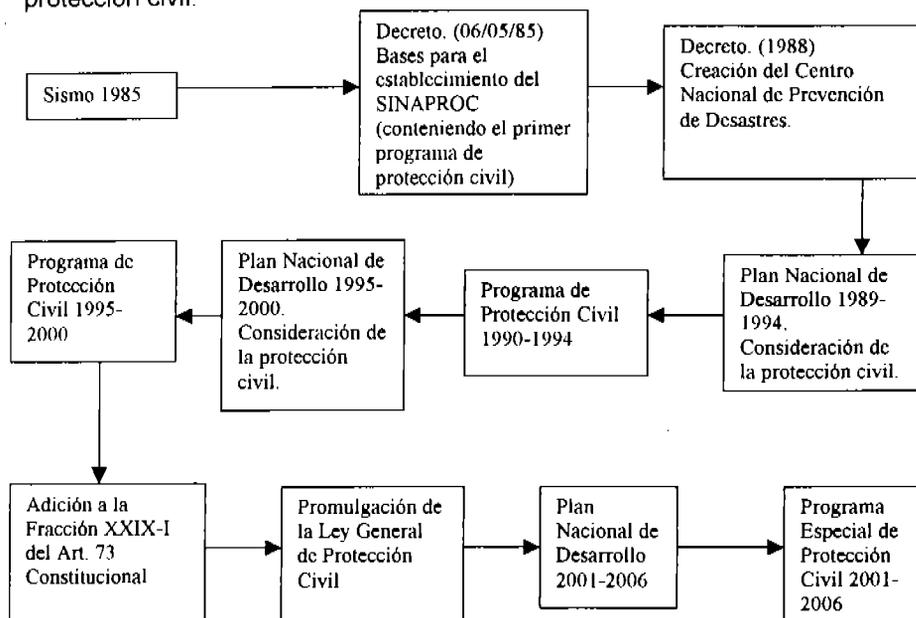 protección civil.
Sismo 1985
Decreto. (06/05/85)
Bases para el
establecimiento del
SINAPROC
(conteniendo el primer
programa de
protección civil)
Decreto. (1988)
Creación del Centro
Nacional de Prevención
de Desastres.
Plan Nacional de
Desarrollo 1989-
1994.
Consideración de
la protección civil.
Programa de
Protección Civil
1990-1994
Plan Nacional de
Desarrollo 1995-
2000.
Consideración de
la protección
civil.
Programa de
Protección
Civil 1995-
2000
Adición a la
Fracción XXIX-I
del Art. 73
Constitucional
Promulgación de
la Ley General
de Protección
Civil
Plan
Nacional de
Desarrollo
2001-2006
Programa
Especial de
Protección
Civil 2001-
2006